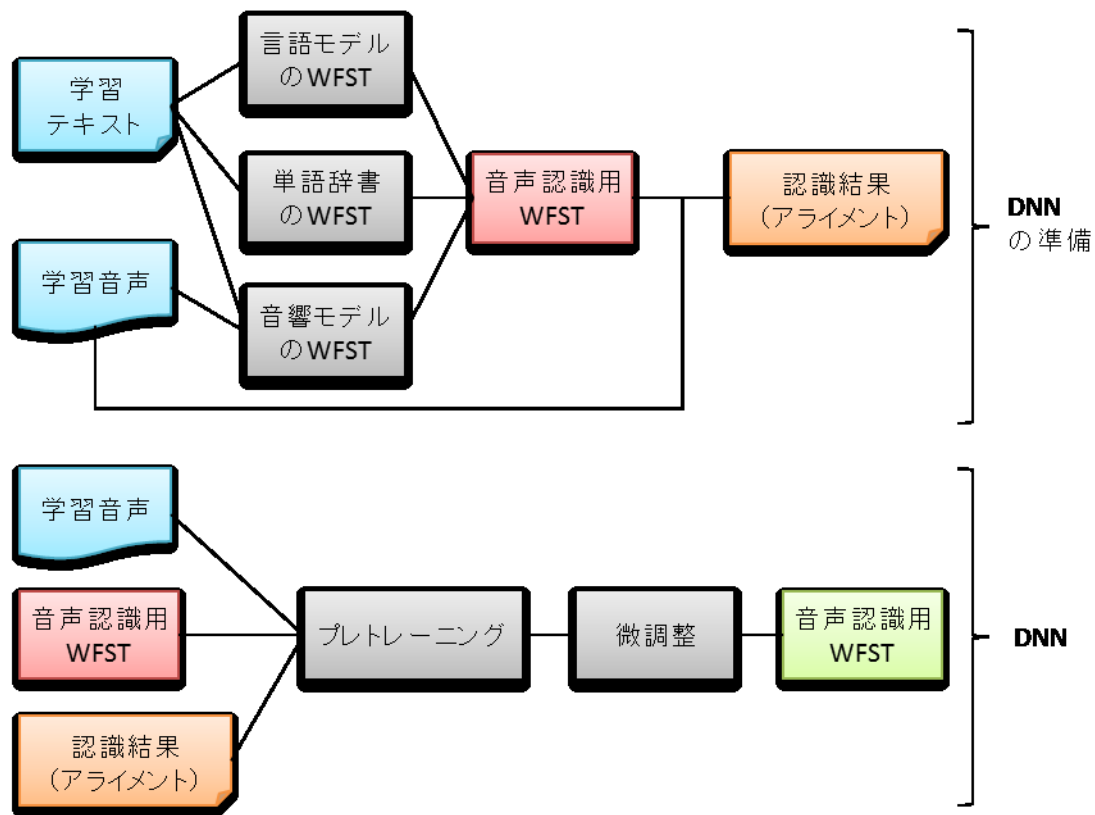 学習
テキスト
言語モデル
のWFST
単語辞書
のWFST
学習音声
音響モデル
のWFST
音声認識用
WFST
認識結果
(アライメント)
DNN
の準備
学習音声
音声認識用
WFST
認識結果
(アライメント)
プレトレーニング
微調整
音声認識用
WFST
DNN